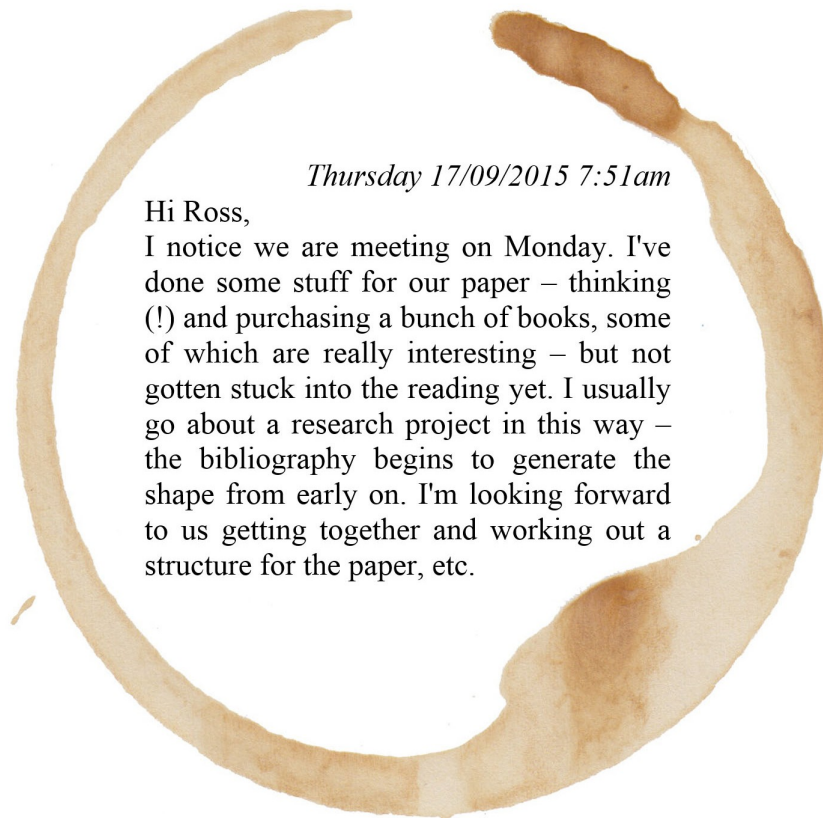 Thursday 17/09/2015 7:51am
Hi Ross,
I notice we are meeting on Monday. I've
done some stuff for our paper – thinking
(!) and purchasing a bunch of books, some
of which are really interesting – but not
gotten stuck into the reading yet. I usually
go about a research project in this way –
the bibliography begins to generate the
shape from early on. I'm looking forward
to us getting together and working out a
structure for the paper, etc.